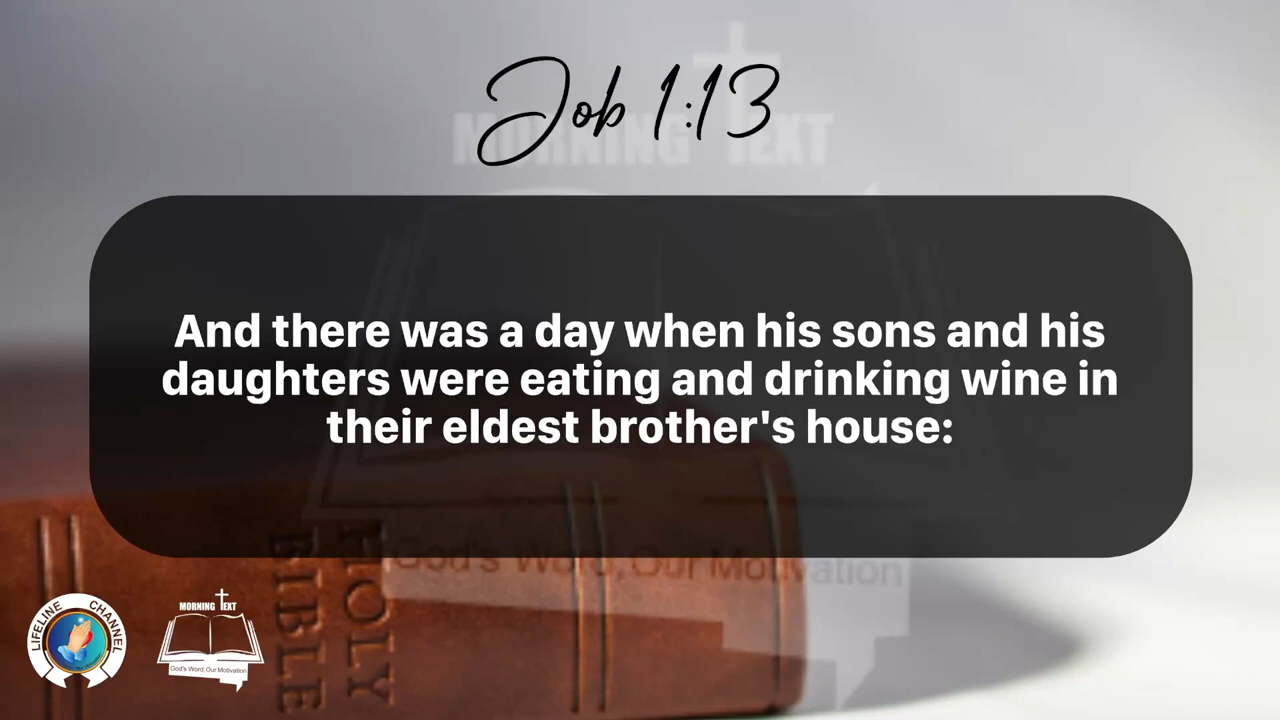 Job 1:13
MORNING TEXT
And there was a day when his sons and his
daughters were eating and drinking wine in
their eldest brother's house:
God's Word, Our Motivation
HOLY
BIBLE
LIFELINE CHANNEL
MORNING TEXT
God's Word, Our Motivation